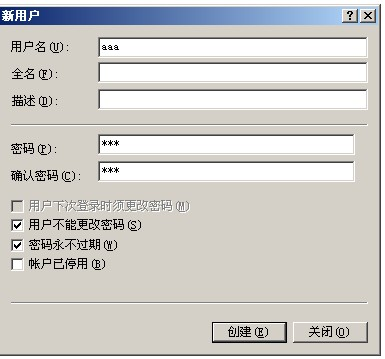 新用户
用户名(U): aaa
全名(F):
描述(D):
密码(P): ***
确认密码(C): ***
用户下次登录时须更改密码(M)
用户不能更改密码(S)
密码永不过期(W)
帐户已停用(B)
创建(E) 关闭(O)